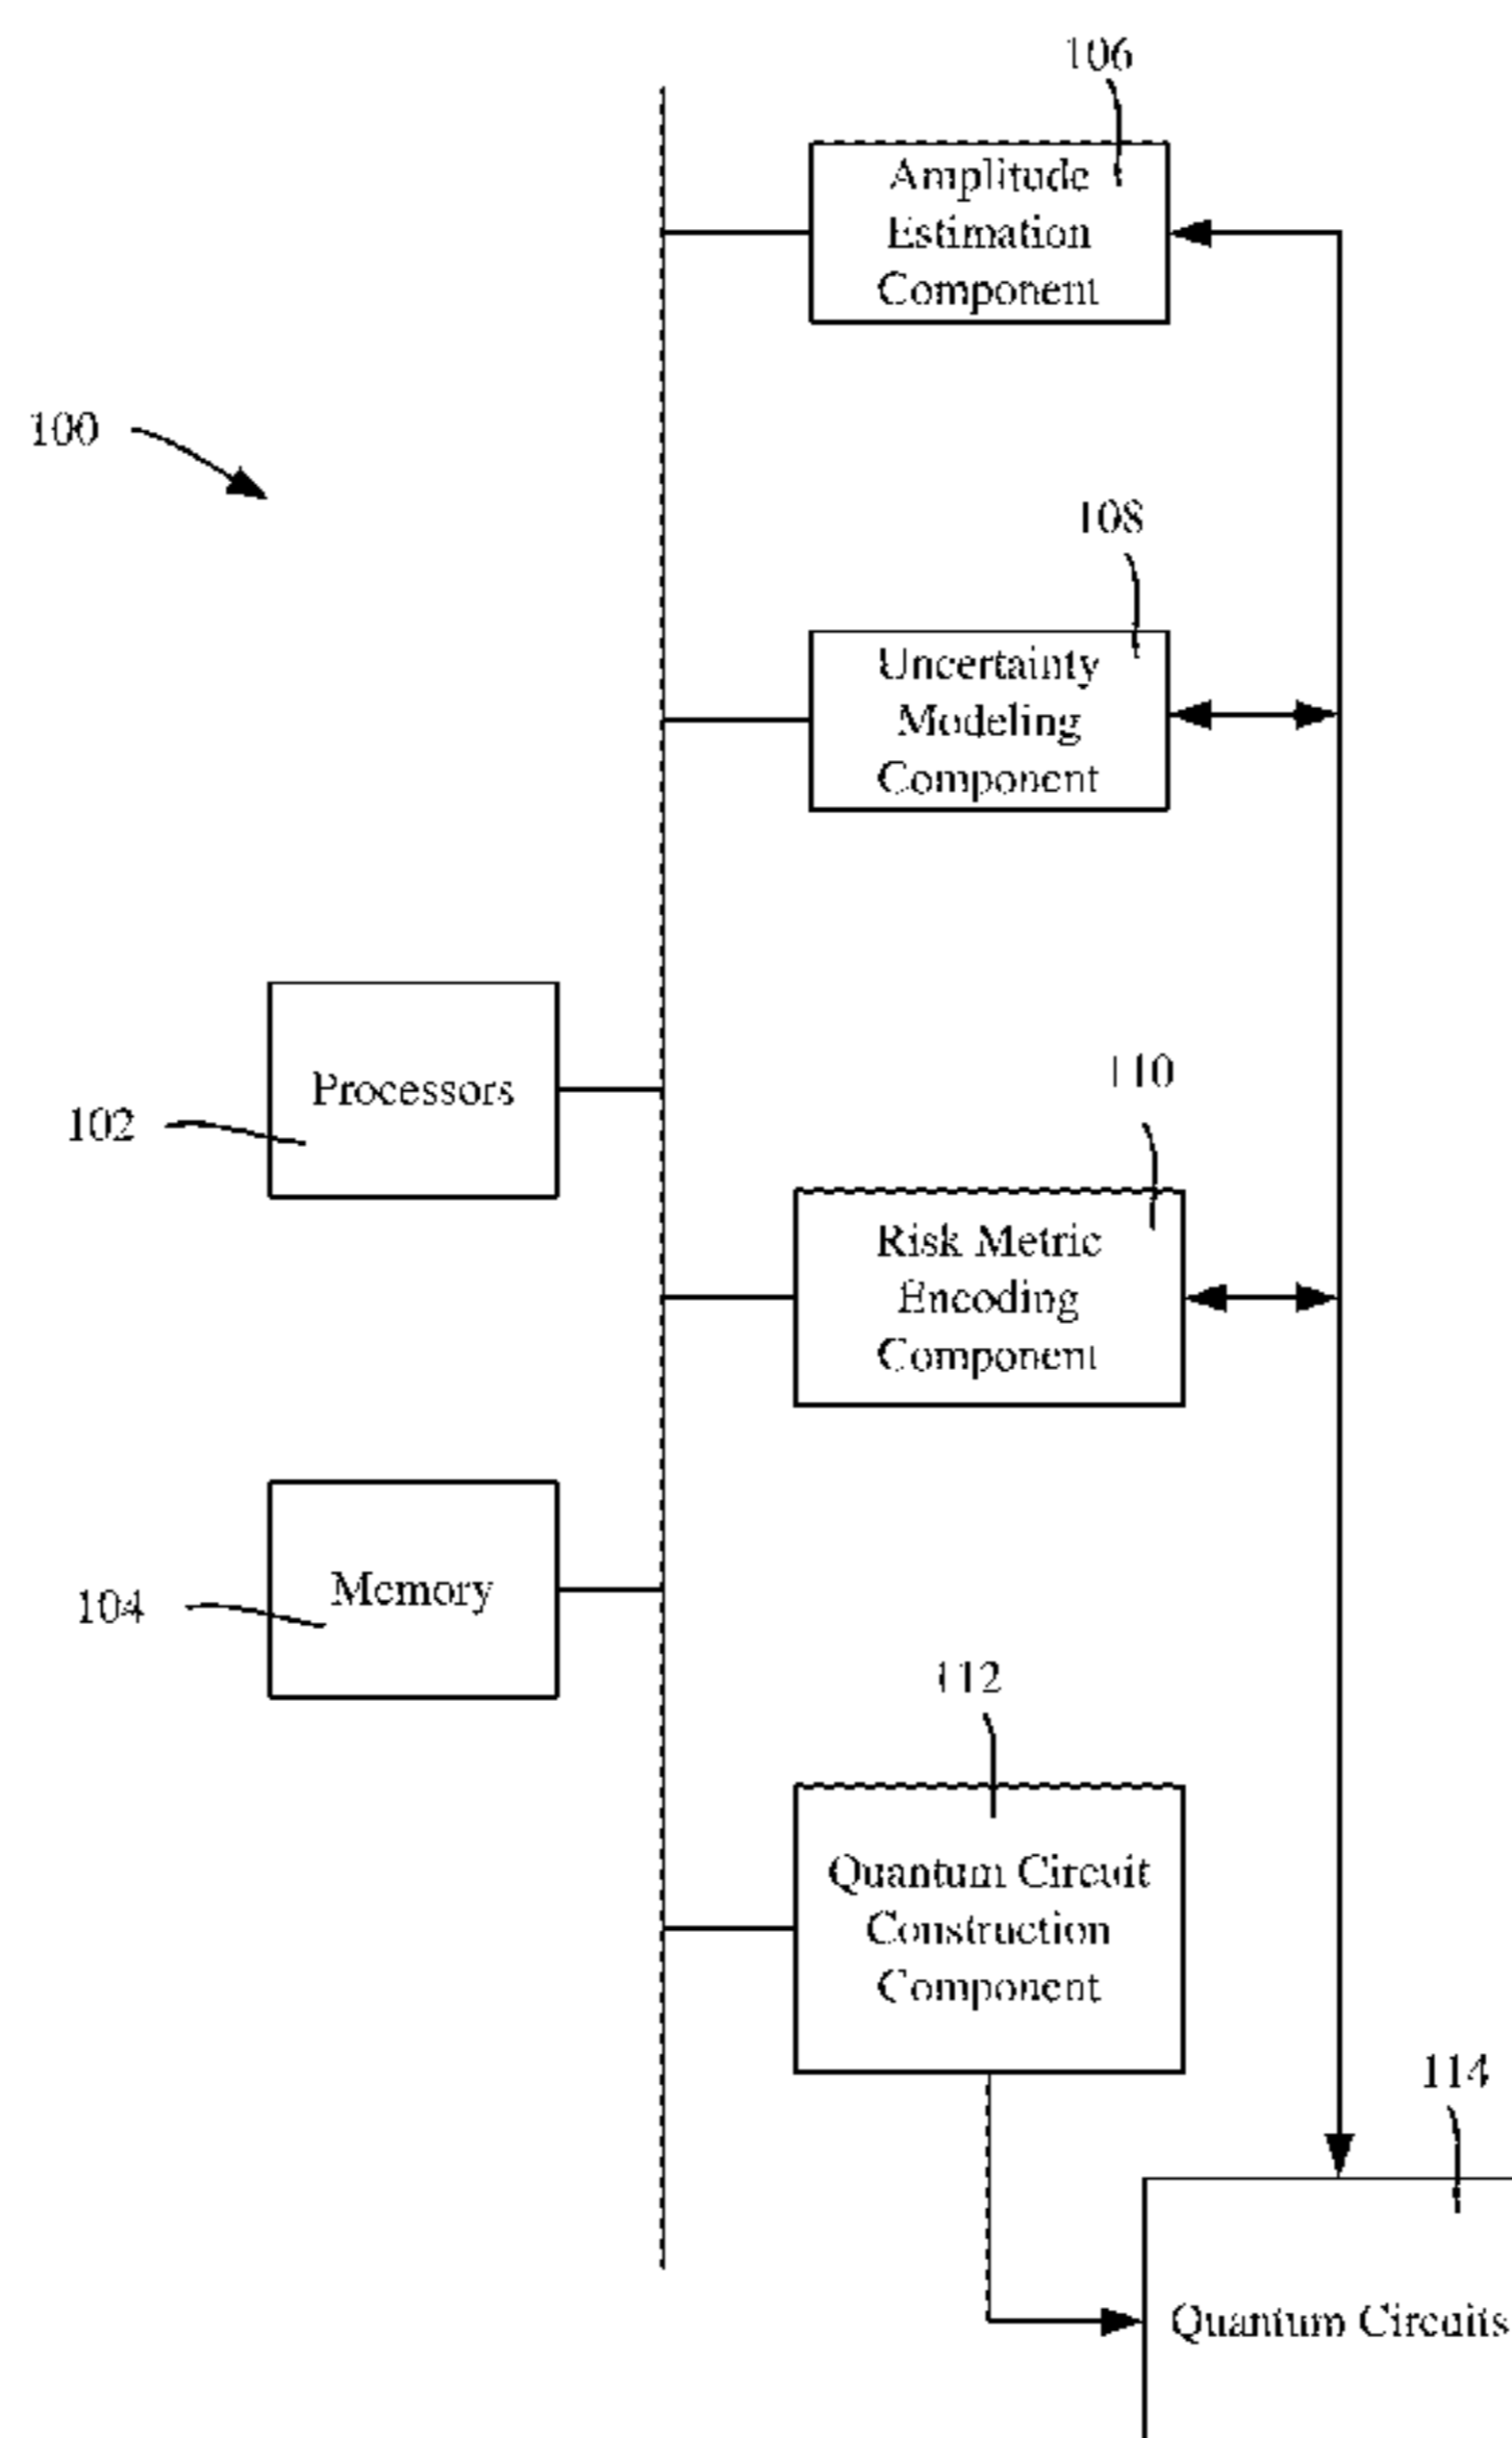 106
Amplitude
Estimation
Component
100
108
Uncertainty
Modeling
Component
110
Processors
102
Risk Metric
Encoding
Component
Memory
104
112
Quantum Circuit
Construction
Component
114
Quantum Circuits